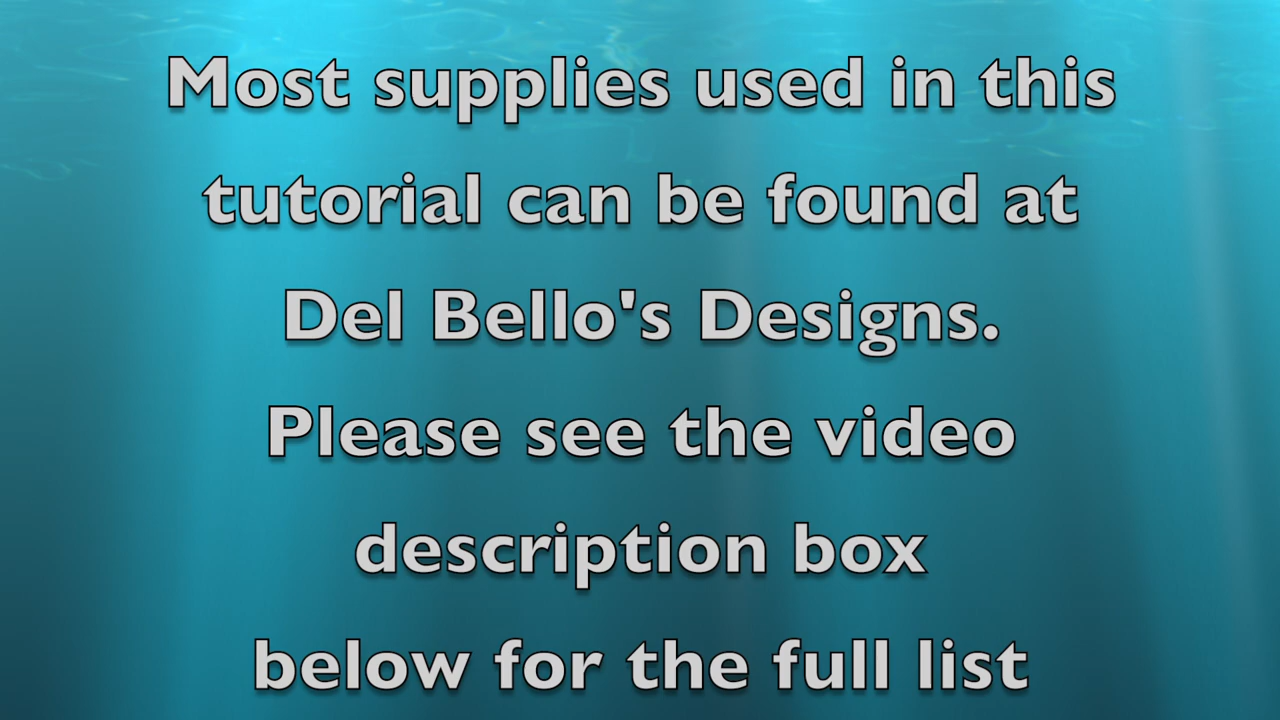 Most supplies used in this
tutorial can be found at
Del Bello's Designs.
Please see the video
description box
below for the full list